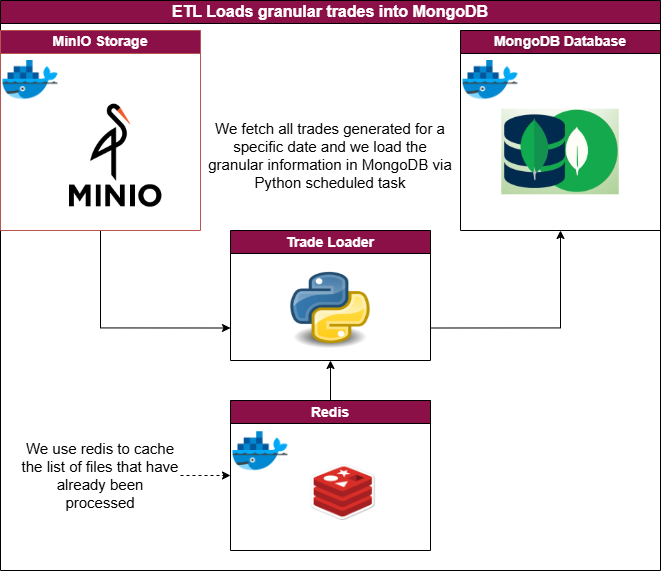 ETL Loads granular trades into MongoDB
MinIO Storage
MongoDB Database
MINIO
We fetch all trades generated for a
specific date and we load the
granular information in MongoDB via
Python scheduled task
Trade Loader
Redis
We use redis to cache
the list of files that have
already been
processed